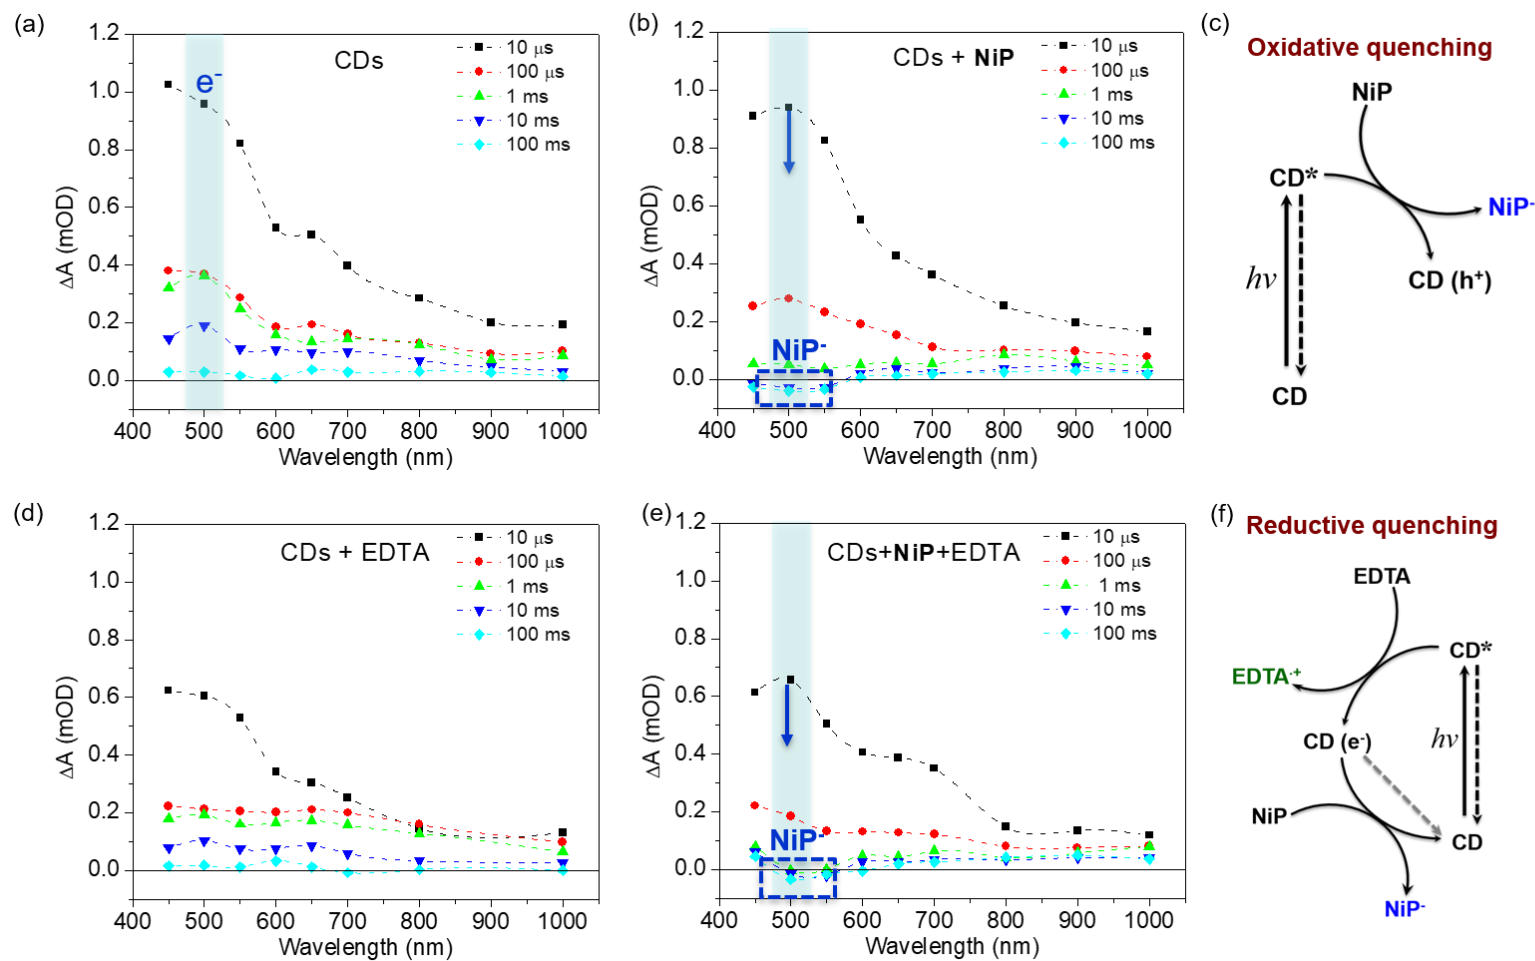 (a)
CDs
e⁻
10 μs
100 μs
1 ms
10 ms
100 ms
1.2
1.0
0.8
0.6
0.4
0.2
0.0
ΔA (mOD)
400 500 600 700 800 900 1000
Wavelength (nm)
(b)
CDs + NiP
10 μs
100 μs
1 ms
10 ms
100 ms
1.2
1.0
0.8
0.6
0.4
0.2
0.0
ΔA (mOD)
NiP⁻
400 500 600 700 800 900 1000
Wavelength (nm)
(c)
Oxidative quenching
NiP
CD*
NiP⁻
hν
CD (h⁺)
CD
(d)
CDs + EDTA
10 μs
100 μs
1 ms
10 ms
100 ms
1.2
1.0
0.8
0.6
0.4
0.2
0.0
ΔA (mOD)
400 500 600 700 800 900 1000
Wavelength (nm)
(e)
CDs+NiP+EDTA
10 μs
100 μs
1 ms
10 ms
100 ms
1.2
1.0
0.8
0.6
0.4
0.2
0.0
ΔA (mOD)
NiP⁻
400 500 600 700 800 900 1000
Wavelength (nm)
(f)
Reductive quenching
EDTA
CD*
EDTA·⁺
CD (e⁻)
hν
NiP
CD
NiP⁻